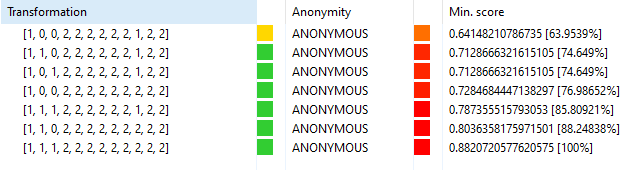 Transformation Anonymity Min. score
[1, 0, 0, 2, 2, 2, 2, 2, 2, 1, 2, 2] ANONYMOUS 0.64148210786735 [63.9539%]
[1, 1, 0, 2, 2, 2, 2, 2, 2, 1, 2, 2] ANONYMOUS 0.7128666321615105 [74.649%]
[1, 0, 1, 2, 2, 2, 2, 2, 2, 1, 2, 2] ANONYMOUS 0.7128666321615105 [74.649%]
[1, 0, 0, 2, 2, 2, 2, 2, 2, 2, 2, 2] ANONYMOUS 0.7284684447138297 [76.98652%]
[1, 1, 1, 2, 2, 2, 2, 2, 2, 1, 2, 2] ANONYMOUS 0.787355515793053 [85.80921%]
[1, 1, 0, 2, 2, 2, 2, 2, 2, 2, 2, 2] ANONYMOUS 0.8036358175971501 [88.24838%]
[1, 1, 1, 2, 2, 2, 2, 2, 2, 2, 2, 2] ANONYMOUS 0.8820720577620575 [100%]